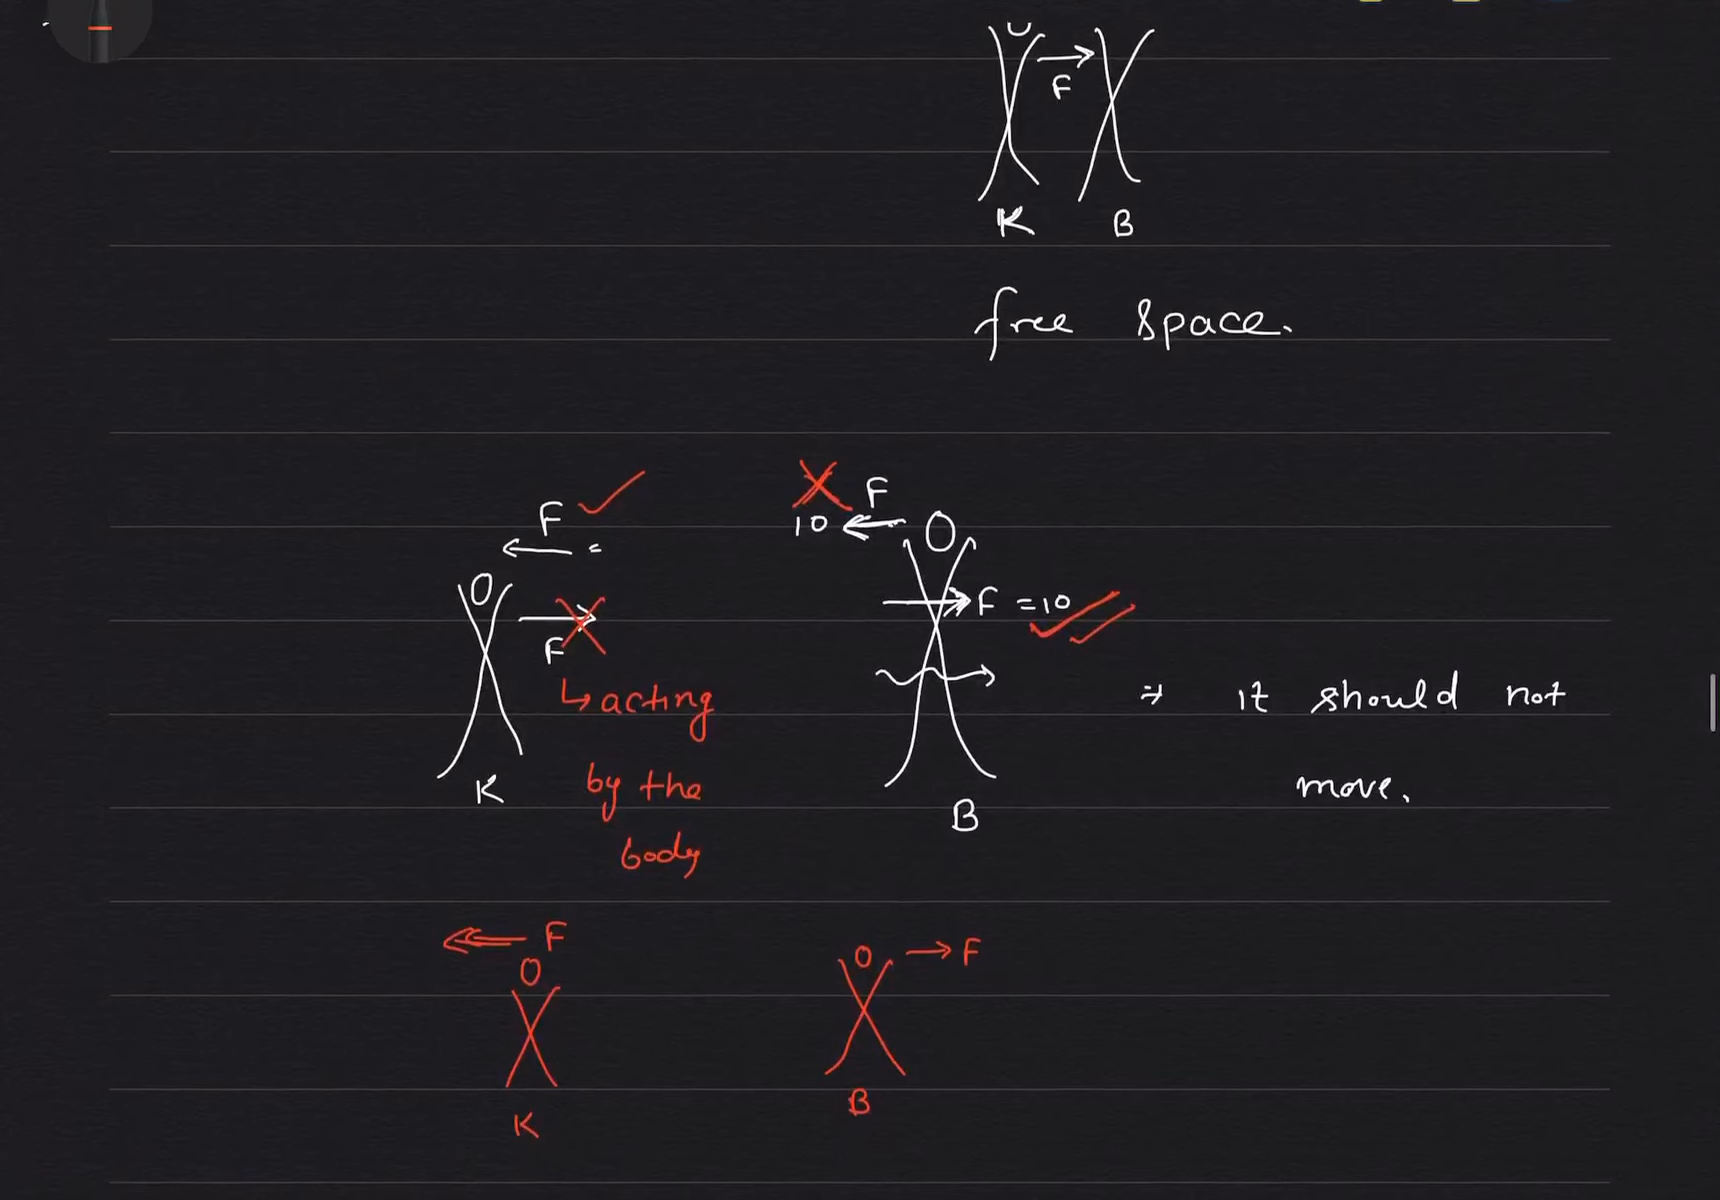 F
K B
free space.
F
F
10
F = 10
F
↳ acting
⇒ it should not
by the
K
move.
B
body
F
F
K
B